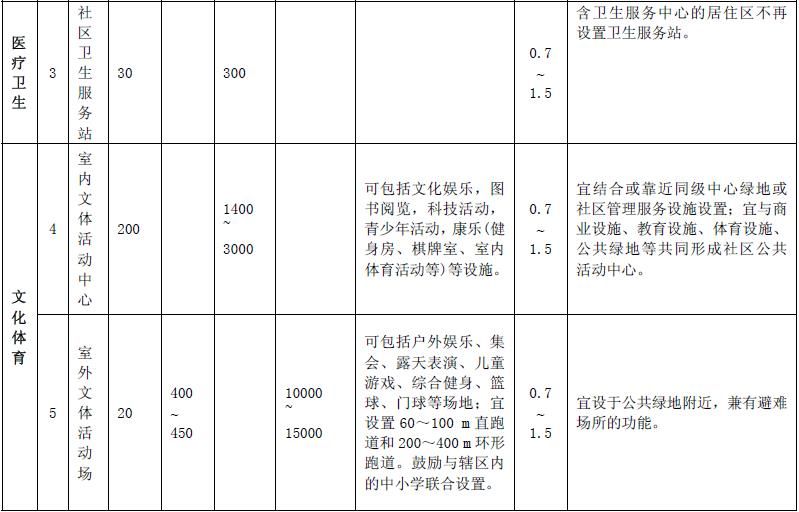 医疗卫生
3
社区卫生服务站
30
300
0.7
~
1.5
含卫生服务中心的居住区不再
设置卫生服务站。
文化体育
4
室内文体活动中心
200
1400
~
3000
可包括文化娱乐，图
书阅览，科技活动，
青少年活动，康乐(健
身房、棋牌室、室内
体育活动等)等设施。
0.7
~
1.5
宜结合或靠近同级中心绿地或
社区管理服务设施设置；宜与商
业设施、教育设施、体育设施、
公共绿地等共同形成社区公共
活动中心。
5
室外文体活动场
20
400
~
450
10000
~
15000
可包括户外娱乐、集
会、露天表演、儿童
游戏、综合健身、篮
球、门球等场地；宜
设置 60～100 m 直跑
道和 200～400 m 环形
跑道。鼓励与辖区内
的中小学联合设置。
0.7
~
1.5
宜设于公共绿地附近，兼有避难
场所的功能。